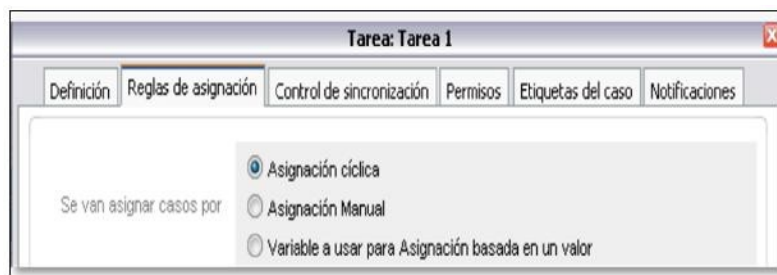 Tarea: Tarea 1
Definición Reglas de asignación Control de sincronización Permisos Etiquetas del caso Notificaciones
Asignación cíclica
Se van asignar casos por Asignación Manual
Variable a usar para Asignación basada en un valor